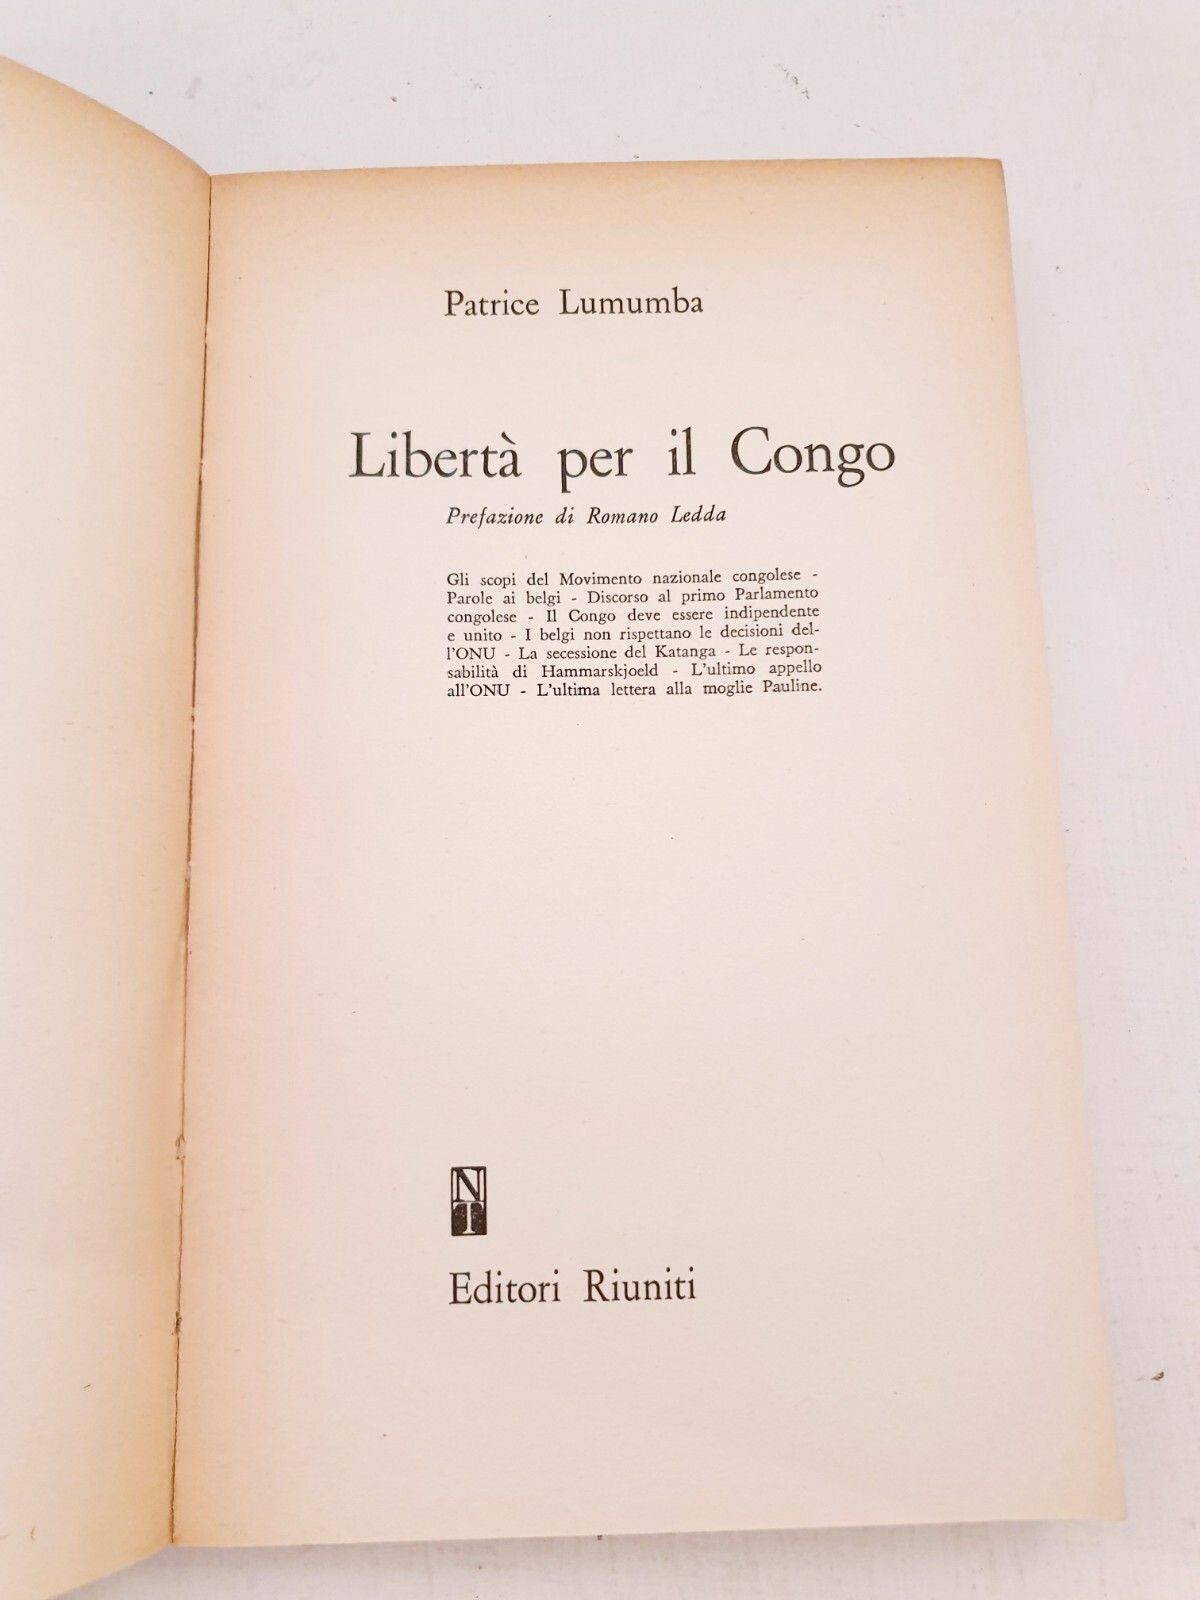 Patrice Lumumba
Libertà per il Congo
Prefazione di Romano Ledda
Gli scopi del Movimento nazionale congolese -
Parole ai belgi - Discorso al primo Parlamento
congolese - Il Congo deve essere indipendente
e unito - I belgi non rispettano le decisioni del-
l'ONU - La secessione del Katanga - Le respon-
sabilità di Hammarskjoeld - L'ultimo appello
all'ONU - L'ultima lettera alla moglie Pauline.
N
T
Editori Riuniti